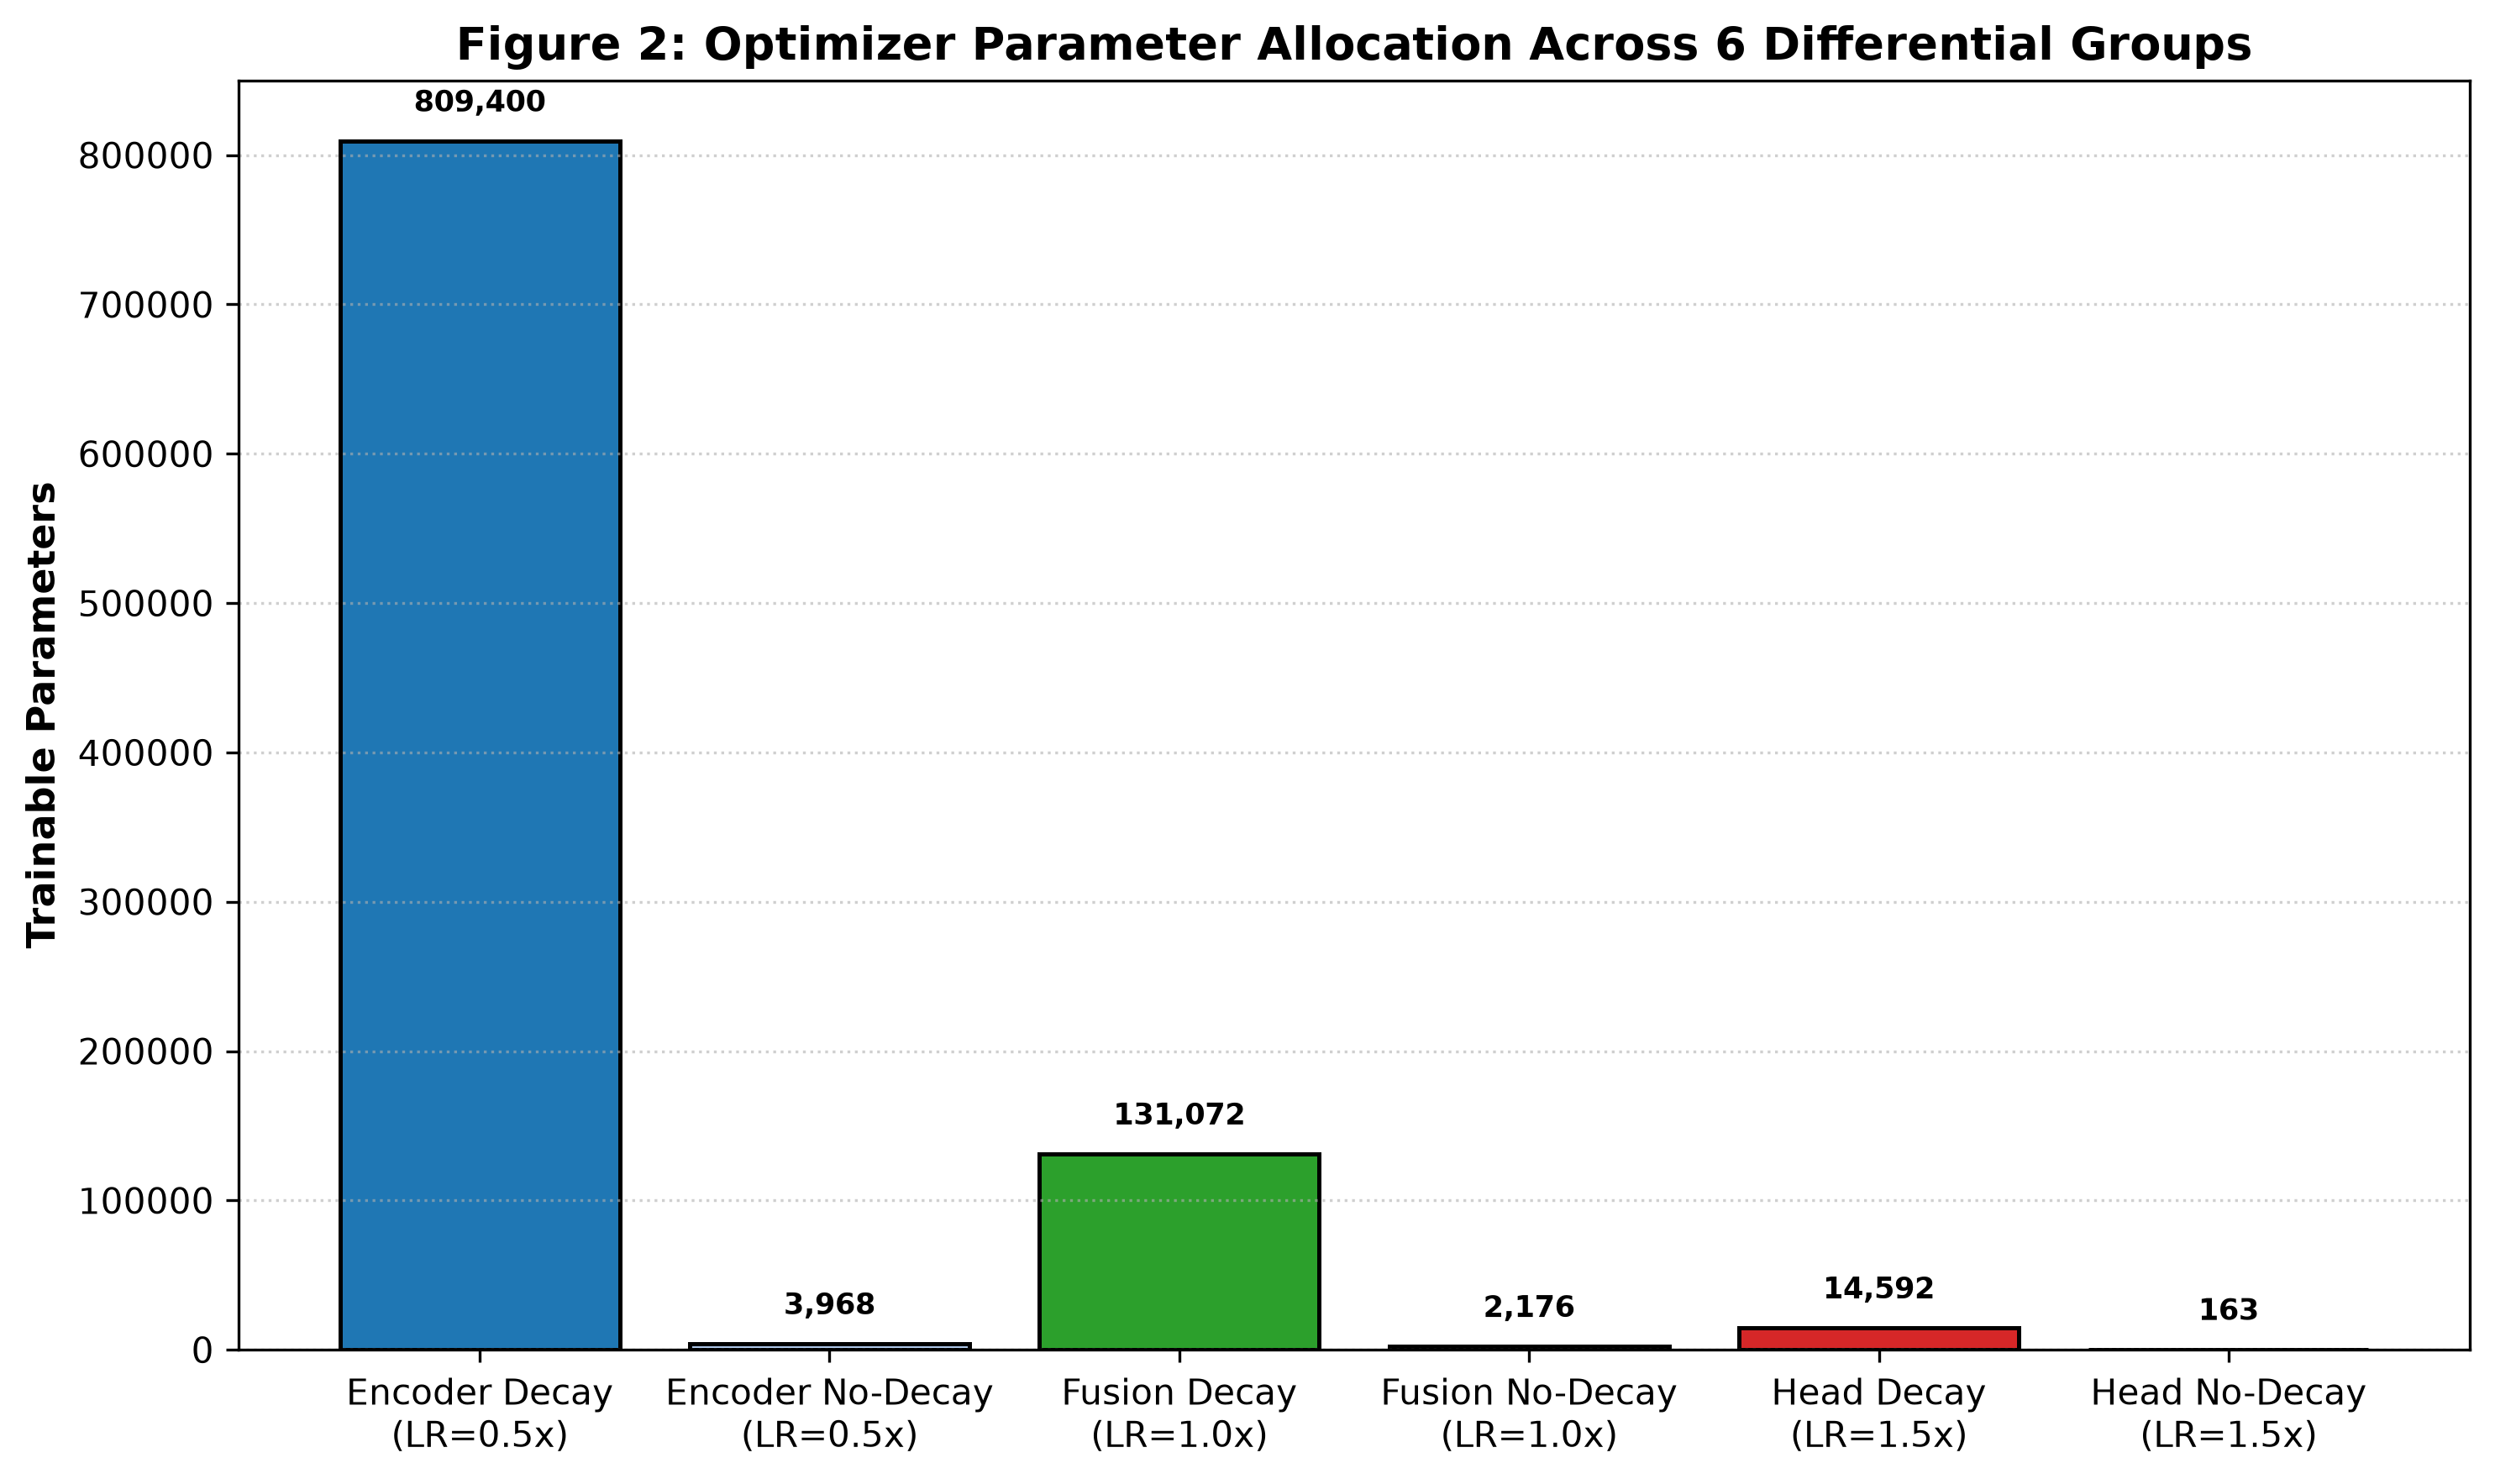 Figure 2: Optimizer Parameter Allocation Across 6 Differential Groups
Trainable Parameters
800000
700000
600000
500000
400000
300000
200000
100000
0
809,400
3,968
131,072
2,176
14,592
163
Encoder Decay
(LR=0.5x)
Encoder No-Decay
(LR=0.5x)
Fusion Decay
(LR=1.0x)
Fusion No-Decay
(LR=1.0x)
Head Decay
(LR=1.5x)
Head No-Decay
(LR=1.5x)